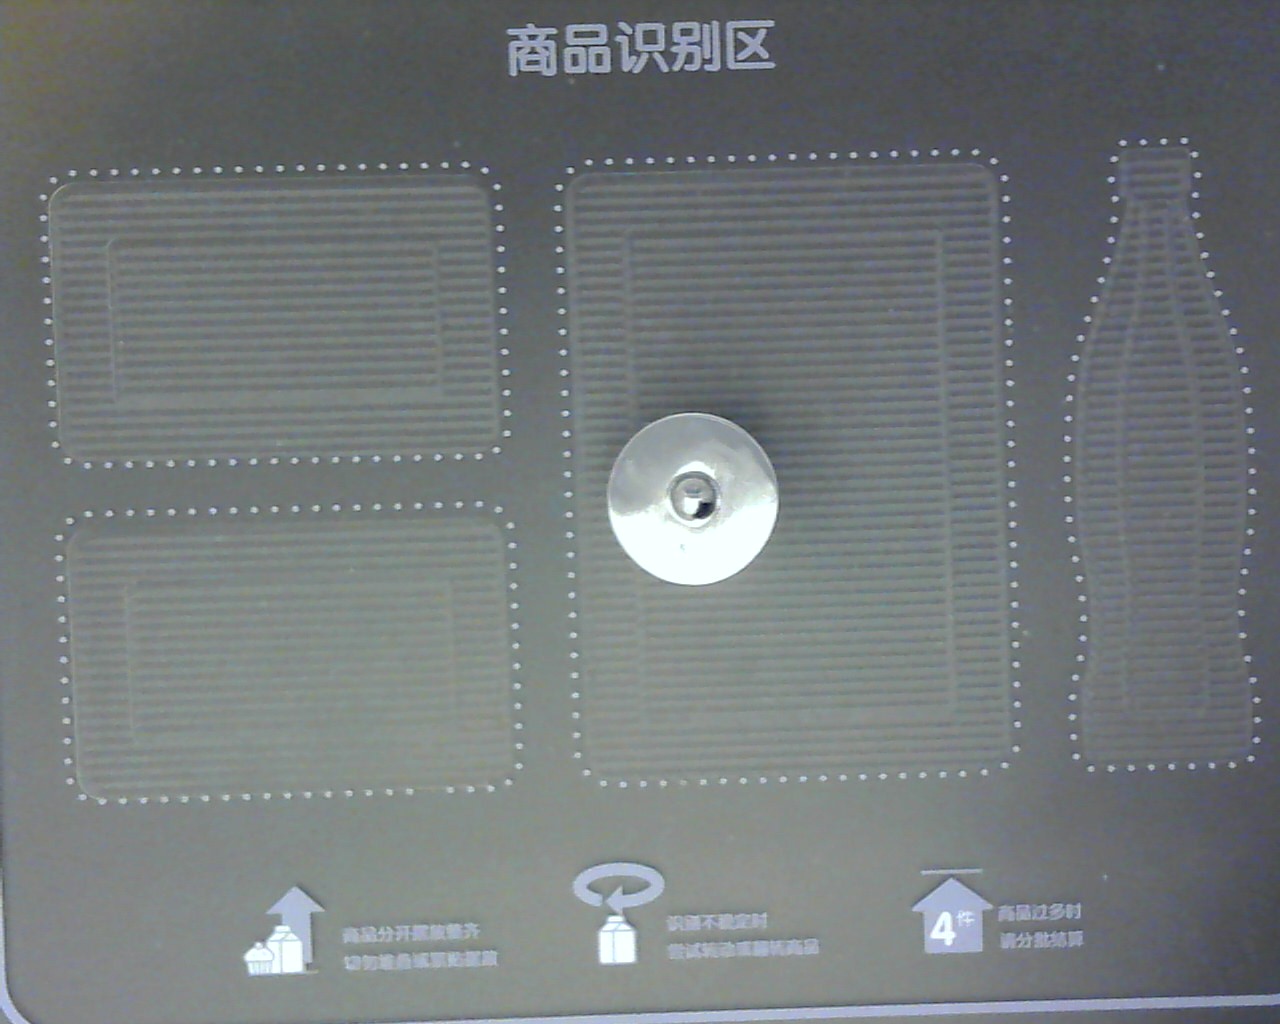 商品识别区
商品分开摆放整齐
切勿堆叠或紧贴摆放
识别不稳定时
尝试转动或翻转商品
4件
商品过多时
请分批结算